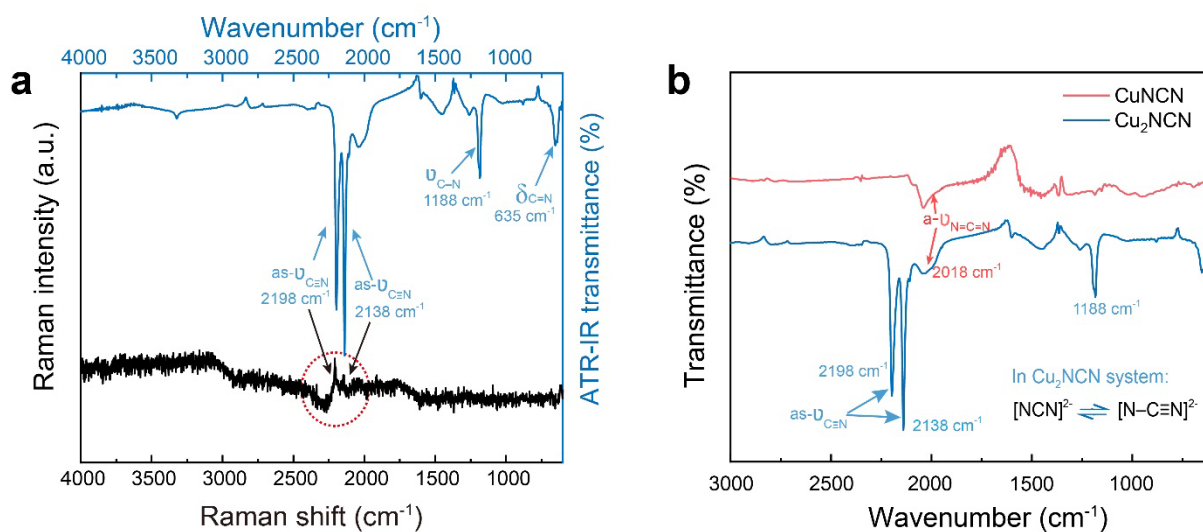 a
Wavenumber (cm⁻¹)
4000 3500 3000 2500 2000 1500 1000
Raman intensity (a.u.)
ATR-IR transmittance (%)
υC–N
1188 cm⁻¹
δC=N
635 cm⁻¹
as-υC≡N
2198 cm⁻¹
as-υC≡N
2138 cm⁻¹
4000 3500 3000 2500 2000 1500 1000
Raman shift (cm⁻¹)
b
CuNCN
Cu₂NCN
Transmittance (%)
a-υN=C=N
2018 cm⁻¹
1188 cm⁻¹
2198 cm⁻¹
as-υC≡N
2138 cm⁻¹
In Cu₂NCN system:
[NCN]²⁻ ⇌ [N–C≡N]²⁻
3000 2500 2000 1500 1000
Wavenumber (cm⁻¹)